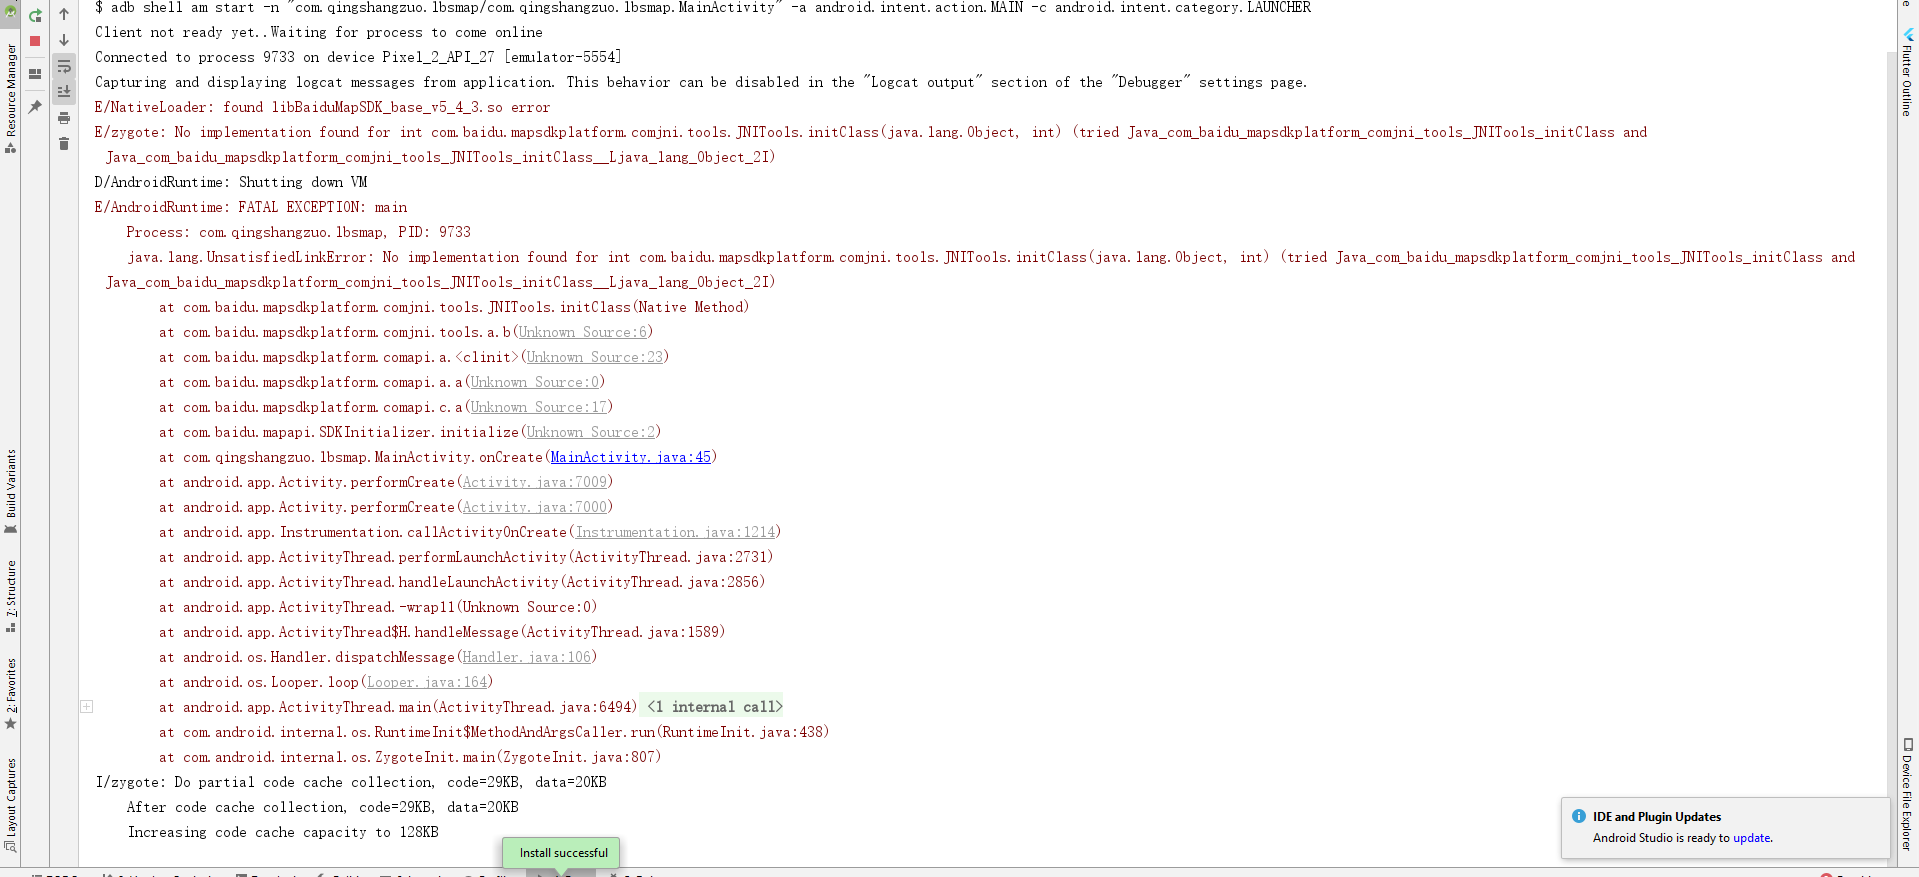 $ adb shell am start -n "com.qingshangzuo.lbsmap/com.qingshangzuo.lbsmap.MainActivity" -a android.intent.action.MAIN -c android.intent.category.LAUNCHER
Client not ready yet..Waiting for process to come online
Connected to process 9733 on device Pixel_2_API_27 [emulator-5554]
Capturing and displaying logcat messages from application. This behavior can be disabled in the "Logcat output" section of the "Debugger" settings page.
E/NativeLoader: found libBaiduMapSDK_base_v5_4_3.so error
E/zygote: No implementation found for int com.baidu.mapsdkplatform.comjni.tools.JNITools.initClass(java.lang.Object, int) (tried Java_com_baidu_mapsdkplatform_comjni_tools_JNITools_initClass and
Java_com_baidu_mapsdkplatform_comjni_tools_JNITools_initClass__Ljava_lang_Object_2I)
D/AndroidRuntime: Shutting down VM
E/AndroidRuntime: FATAL EXCEPTION: main
Process: com.qingshangzuo.lbsmap, PID: 9733
java.lang.UnsatisfiedLinkError: No implementation found for int com.baidu.mapsdkplatform.comjni.tools.JNITools.initClass(java.lang.Object, int) (tried Java_com_baidu_mapsdkplatform_comjni_tools_JNITools_initClass and
Java_com_baidu_mapsdkplatform_comjni_tools_JNITools_initClass__Ljava_lang_Object_2I)
at com.baidu.mapsdkplatform.comjni.tools.JNITools.initClass(Native Method)
at com.baidu.mapsdkplatform.comjni.tools.a.b(Unknown Source:6)
at com.baidu.mapsdkplatform.comapi.a.<clinit>(Unknown Source:23)
at com.baidu.mapsdkplatform.comapi.a.a(Unknown Source:0)
at com.baidu.mapsdkplatform.comapi.c.a(Unknown Source:17)
at com.baidu.mapapi.SDKInitializer.initialize(Unknown Source:2)
at com.qingshangzuo.lbsmap.MainActivity.onCreate(MainActivity.java:45)
at android.app.Activity.performCreate(Activity.java:7009)
at android.app.Activity.performCreate(Activity.java:7000)
at android.app.Instrumentation.callActivityOnCreate(Instrumentation.java:1214)
at android.app.ActivityThread.performLaunchActivity(ActivityThread.java:2731)
at android.app.ActivityThread.handleLaunchActivity(ActivityThread.java:2856)
at android.app.ActivityThread.-wrap11(Unknown Source:0)
at android.app.ActivityThread$H.handleMessage(ActivityThread.java:1589)
at android.os.Handler.dispatchMessage(Handler.java:106)
at android.os.Looper.loop(Looper.java:164)
at android.app.ActivityThread.main(ActivityThread.java:6494) <1 internal call>
at com.android.internal.os.RuntimeInit$MethodAndArgsCaller.run(RuntimeInit.java:438)
at com.android.internal.os.ZygoteInit.main(ZygoteInit.java:807)
I/zygote: Do partial code cache collection, code=29KB, data=20KB
After code cache collection, code=29KB, data=20KB
Increasing code cache capacity to 128KB
Install successful
IDE and Plugin Updates
Android Studio is ready to update.
Resource Manager
Build Variants
7: Structure
2: Favorites
Layout Captures
Flutter Outline
Device File Explorer